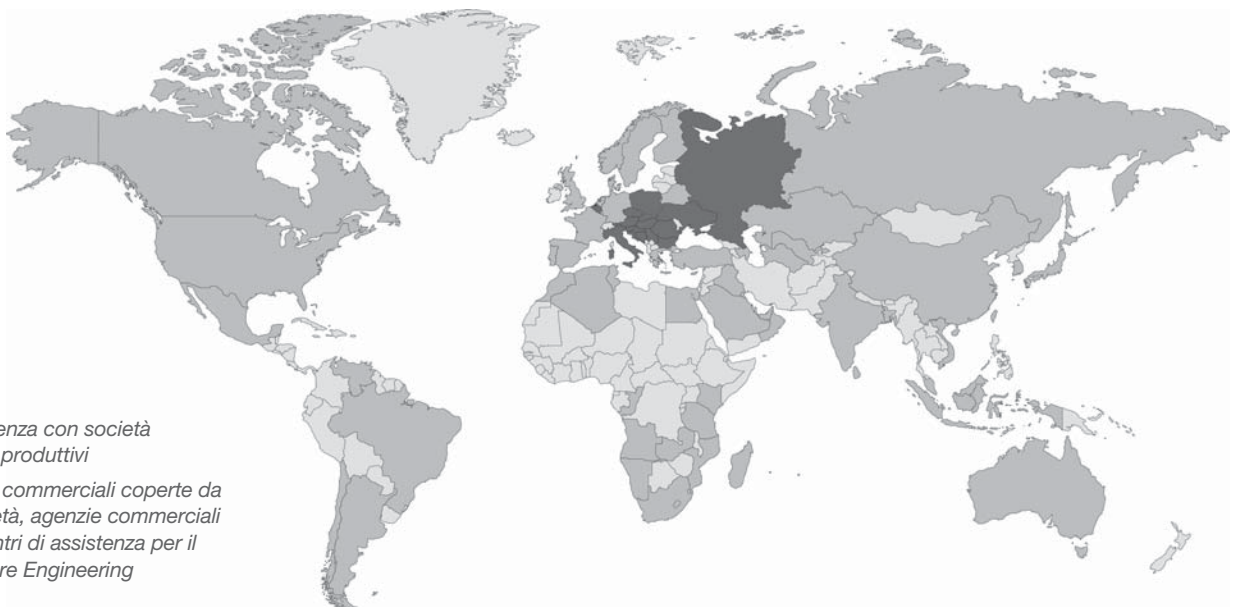 enza con società
produttivi
commerciali coperte da
età, agenzie commerciali
ntri di assistenza per il
re Engineering